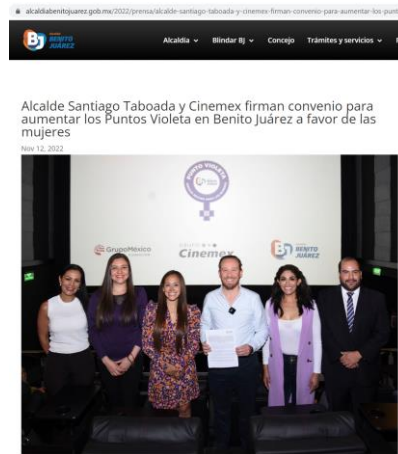 alcaldiabenitojuarez.gob.mx/2022/prensa/alcalde-santiago-taboada-y-cinemex-firman-convenio-para-aumentar-los-punt
BJ BENITO JUÁREZ
Alcaldía Blindar BJ Concejo Trámites y servicios
Alcalde Santiago Taboada y Cinemex firman convenio para
aumentar los Puntos Violeta en Benito Juárez a favor de las
mujeres
Nov 12, 2022
PUNTO VIOLETA
GrupoMéxico
Cinemex
BJ BENITO JUÁREZ